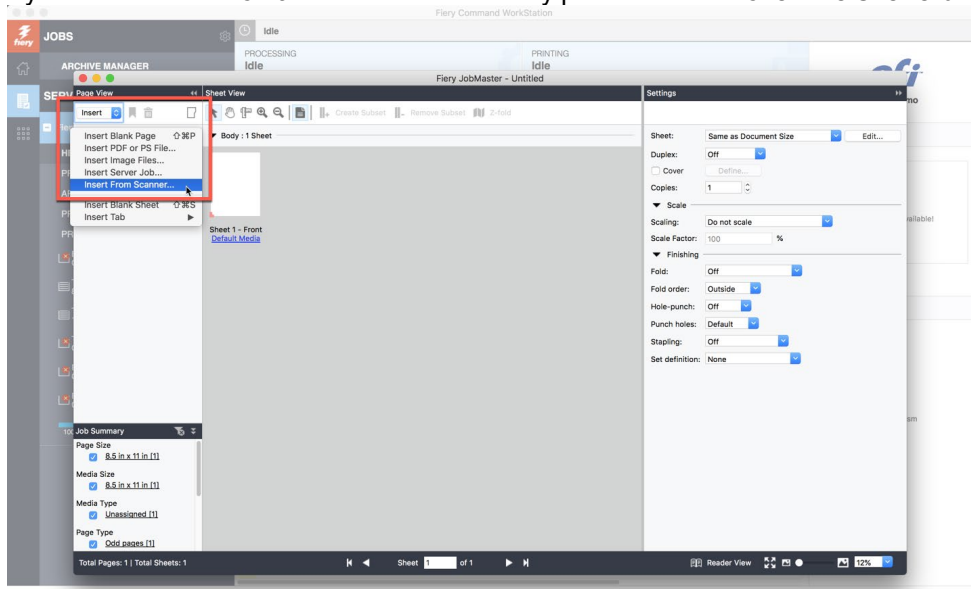 Fiery Command WorkStation
fiery
JOBS
Idle
ARCHIVE MANAGER
PROCESSING
Idle
PRINTING
Idle
efi
Fiery JobMaster - Untitled
Page View
Sheet View
Settings
Insert
Create Subset
Remove Subset
Z-fold
Insert Blank Page ⇧⌘P
Insert PDF or PS File...
Insert Image Files...
Insert Server Job...
Insert From Scanner...
Insert Blank Sheet ⇧⌘S
Insert Tab ▶
Body : 1 Sheet
Sheet 1 - Front
Default Media
Sheet: Same as Document Size Edit...
Duplex: Off
Cover Define...
Copies: 1
Scale
Scaling: Do not scale
Scale Factor: 100 %
Finishing
Fold: Off
Fold order: Outside
Hole-punch: Off
Punch holes: Default
Stapling: Off
Set definition: None
Job Summary
Page Size
8.5 in x 11 in [1]
Media Size
8.5 in x 11 in [1]
Media Type
Unassigned [1]
Page Type
Odd pages [1]
Total Pages: 1 | Total Sheets: 1
Sheet 1 of 1
Reader View
12%